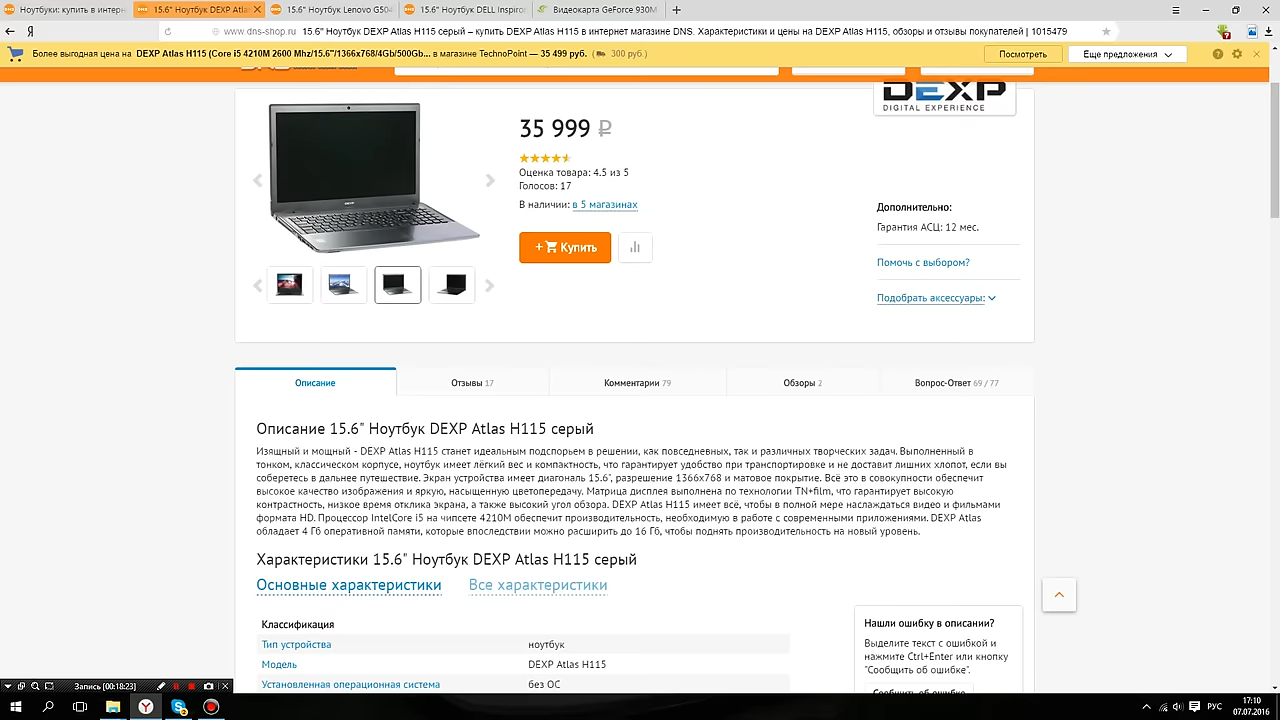 Ноутбуки: купить в интерн
15.6" Ноутбук DEXP Atlas
15.6" Ноутбук Lenovo G504
15.6" Ноутбук DELL Inspiron
Видеокарта GeForce 930M
www.dns-shop.ru 15.6" Ноутбук DEXP Atlas H115 серый – купить DEXP Atlas H115 в интернет магазине DNS. Характеристики и цены на DEXP Atlas H115, обзоры и отзывы покупателей | 1015479
Более выгодная цена на DEXP Atlas H115 (Core i5 4210M 2600 Mhz/15.6"/1366x768/4Gb/500Gb... в магазине TechnoPoint — 35 499 руб. ( 300 руб.)
Посмотреть
Еще предложения
DEXP
DIGITAL EXPERIENCE
35 999 ₽
Оценка товара: 4.5 из 5
Голосов: 17
В наличии: в 5 магазинах
+ Купить
Дополнительно:
Гарантия АСЦ: 12 мес.
Помочь с выбором?
Подобрать аксессуары:
Описание
Отзывы 17
Комментарии 79
Обзоры 2
Вопрос-Ответ 69 / 77
Описание 15.6" Ноутбук DEXP Atlas H115 серый
Изящный и мощный - DEXP Atlas H115 станет идеальным подспорьем в решении, как повседневных, так и различных творческих задач. Выполненный в
тонком, классическом корпусе, ноутбук имеет лёгкий вес и компактность, что гарантирует удобство при транспортировке и не доставит лишних хлопот, если вы
соберетесь в дальнее путешествие. Экран устройства имеет диагональ 15.6", разрешение 1366x768 и матовое покрытие. Всё это в совокупности обеспечит
высокое качество изображения и яркую, насыщенную цветопередачу. Матрица дисплея выполнена по технологии TN+film, что гарантирует высокую
контрастность, низкое время отклика экрана, а также высокий угол обзора. DEXP Atlas H115 имеет всё, чтобы в полной мере наслаждаться видео и фильмами
формата HD. Процессор IntelCore i5 на чипсете 4210M обеспечит производительность, необходимую в работе с современными приложениями. DEXP Atlas
обладает 4 Гб оперативной памяти, которые впоследствии можно расширить до 16 Гб, чтобы поднять производительность на новый уровень.
Характеристики 15.6" Ноутбук DEXP Atlas H115 серый
Основные характеристики
Все характеристики
Классификация
Тип устройства ноутбук
Модель DEXP Atlas H115
Установленная операционная система без ОС
Нашли ошибку в описании?
Выделите текст с ошибкой и
нажмите Ctrl+Enter или кнопку
"Сообщить об ошибке".
Сообщить об ошибке
Запись [00:18:23]
РУС
17:10
07.07.2016